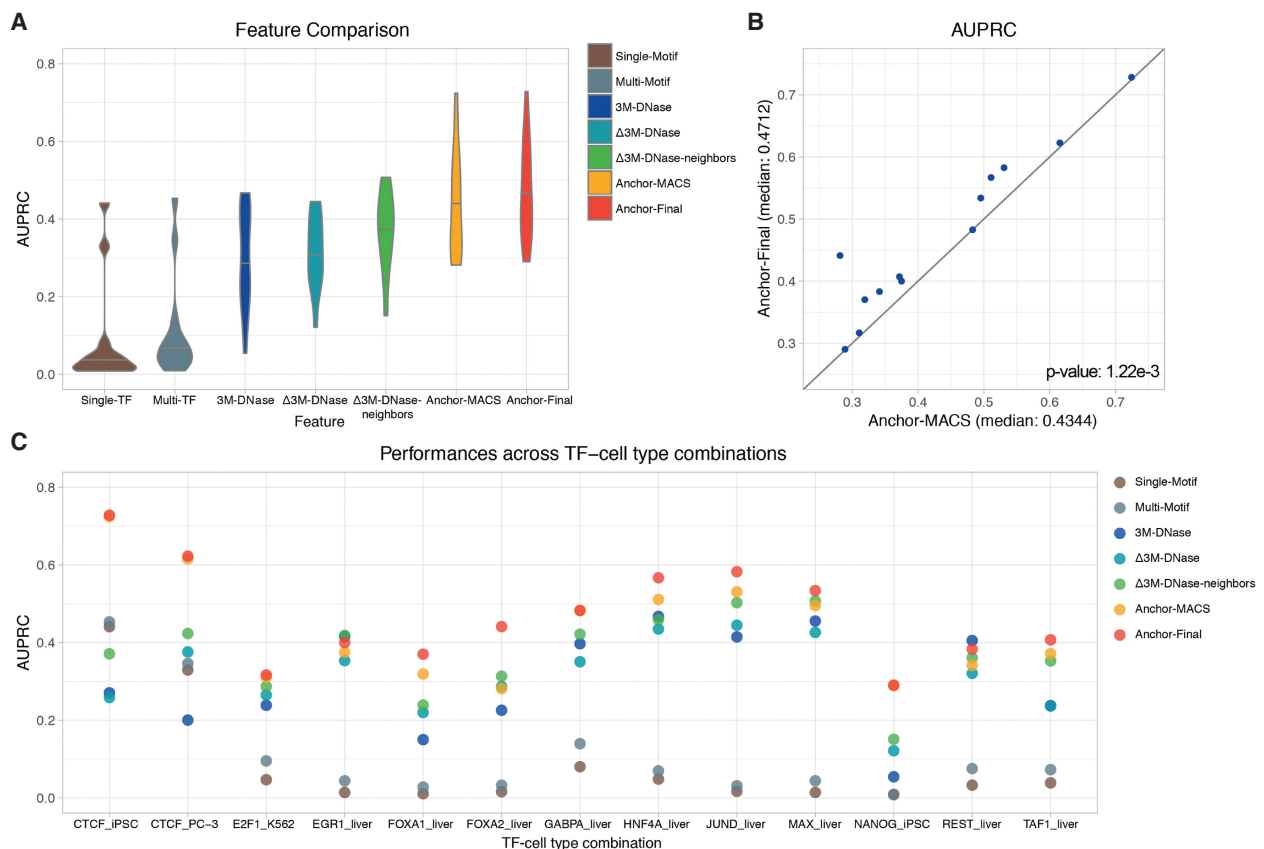 A
Feature Comparison
0.8
0.6
0.4
0.2
0.0
AUPRC
Single-TF
Multi-TF
3M-DNase
Δ3M-DNase
Δ3M-DNase-
neighbors
Anchor-MACS
Anchor-Final
Feature
Single-Motif
Multi-Motif
3M-DNase
Δ3M-DNase
Δ3M-DNase-neighbors
Anchor-MACS
Anchor-Final
B
AUPRC
0.7
0.6
0.5
0.4
0.3
Anchor-Final (median: 0.4712)
p-value: 1.22e-3
0.3
0.4
0.5
0.6
0.7
Anchor-MACS (median: 0.4344)
C
Performances across TF−cell type combinations
0.8
0.6
0.4
0.2
0.0
AUPRC
CTCF_iPSC
CTCF_PC−3
E2F1_K562
EGR1_liver
FOXA1_liver
FOXA2_liver
GABPA_liver
HNF4A_liver
JUND_liver
MAX_liver
NANOG_iPSC
REST_liver
TAF1_liver
TF-cell type combination
Single-Motif
Multi-Motif
3M-DNase
Δ3M-DNase
Δ3M-DNase-neighbors
Anchor-MACS
Anchor-Final